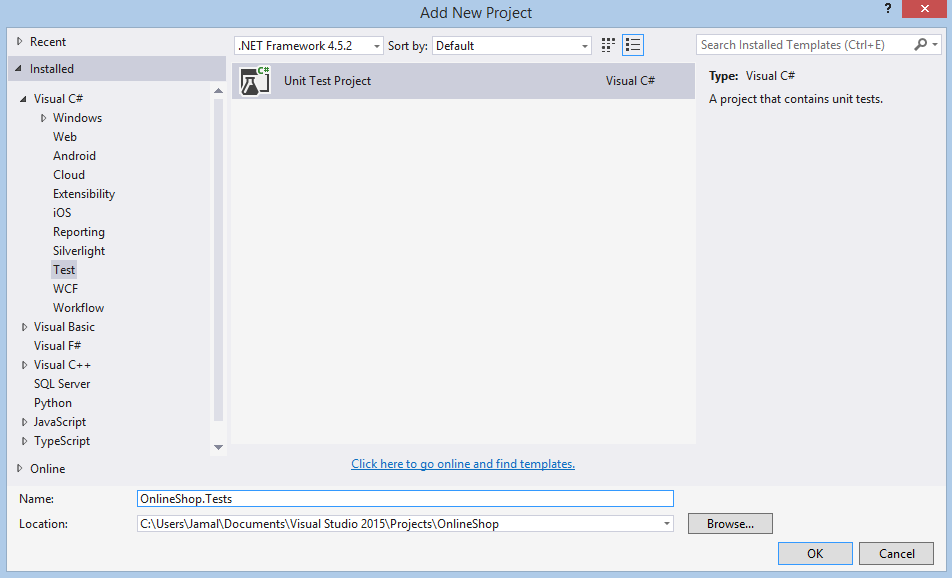 Add New Project
?
Recent
.NET Framework 4.5.2 Sort by: Default Search Installed Templates (Ctrl+E)
Installed
C# Unit Test Project Visual C# Type: Visual C#
A project that contains unit tests.
Visual C#
Windows
Web
Android
Cloud
Extensibility
iOS
Reporting
Silverlight
Test
WCF
Workflow
Visual Basic
Visual F#
Visual C++
SQL Server
Python
JavaScript
TypeScript
Online
Click here to go online and find templates.
Name: OnlineShop.Tests
Location: C:\Users\Jamal\Documents\Visual Studio 2015\Projects\OnlineShop Browse...
OK Cancel